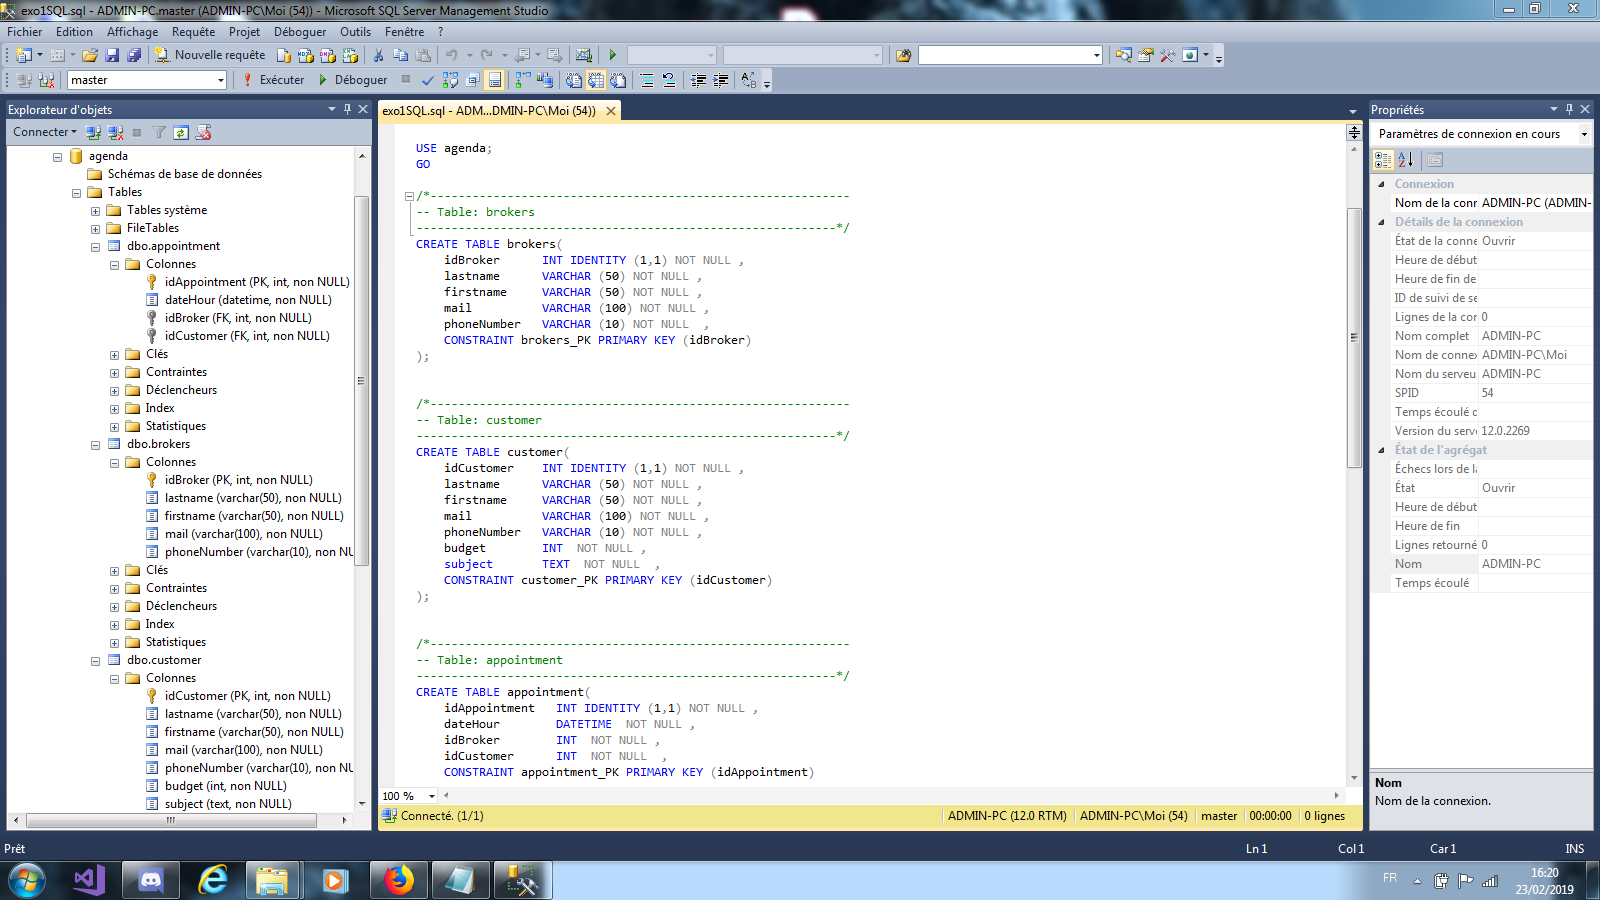 exo1SQL.sql - ADMIN-PC.master (ADMIN-PC\Moi (54)) - Microsoft SQL Server Management Studio
Fichier Edition Affichage Requête Projet Déboguer Outils Fenêtre ?
Nouvelle requête
master Exécuter Déboguer
Explorateur d'objets
Connecter
agenda
Schémas de base de données
Tables
Tables système
FileTables
dbo.appointment
Colonnes
idAppointment (PK, int, non NULL)
dateHour (datetime, non NULL)
idBroker (FK, int, non NULL)
idCustomer (FK, int, non NULL)
Clés
Contraintes
Déclencheurs
Index
Statistiques
dbo.brokers
Colonnes
idBroker (PK, int, non NULL)
lastname (varchar(50), non NULL)
firstname (varchar(50), non NULL)
mail (varchar(100), non NULL)
phoneNumber (varchar(10), non NU
Clés
Contraintes
Déclencheurs
Index
Statistiques
dbo.customer
Colonnes
idCustomer (PK, int, non NULL)
lastname (varchar(50), non NULL)
firstname (varchar(50), non NULL)
mail (varchar(100), non NULL)
phoneNumber (varchar(10), non NU
budget (int, non NULL)
subject (text, non NULL)
exo1SQL.sql - ADM...DMIN-PC\Moi (54))
USE agenda;
GO
/*------------------------------------------------------------
-- Table: brokers
------------------------------------------------------------*/
CREATE TABLE brokers(
idBroker INT IDENTITY (1,1) NOT NULL ,
lastname VARCHAR (50) NOT NULL ,
firstname VARCHAR (50) NOT NULL ,
mail VARCHAR (100) NOT NULL ,
phoneNumber VARCHAR (10) NOT NULL ,
CONSTRAINT brokers_PK PRIMARY KEY (idBroker)
);
/*------------------------------------------------------------
-- Table: customer
------------------------------------------------------------*/
CREATE TABLE customer(
idCustomer INT IDENTITY (1,1) NOT NULL ,
lastname VARCHAR (50) NOT NULL ,
firstname VARCHAR (50) NOT NULL ,
mail VARCHAR (100) NOT NULL ,
phoneNumber VARCHAR (10) NOT NULL ,
budget INT NOT NULL ,
subject TEXT NOT NULL ,
CONSTRAINT customer_PK PRIMARY KEY (idCustomer)
);
/*------------------------------------------------------------
-- Table: appointment
------------------------------------------------------------*/
CREATE TABLE appointment(
idAppointment INT IDENTITY (1,1) NOT NULL ,
dateHour DATETIME NOT NULL ,
idBroker INT NOT NULL ,
idCustomer INT NOT NULL ,
CONSTRAINT appointment_PK PRIMARY KEY (idAppointment)
100 %
Connecté. (1/1) ADMIN-PC (12.0 RTM) ADMIN-PC\Moi (54) master 00:00:00 0 lignes
Propriétés
Paramètres de connexion en cours
Connexion
Nom de la conr ADMIN-PC (ADMIN-
Détails de la connexion
État de la conne Ouvrir
Heure de début
Heure de fin de
ID de suivi de se
Lignes de la cor 0
Nom complet ADMIN-PC
Nom de connex ADMIN-PC\Moi
Nom du serveu ADMIN-PC
SPID 54
Temps écoulé d
Version du serve 12.0.2269
État de l'agrégat
Échecs lors de la
État Ouvrir
Heure de début
Heure de fin
Lignes retourné 0
Nom ADMIN-PC
Temps écoulé
Nom
Nom de la connexion.
Prêt Ln 1 Col 1 Car 1 INS
FR 16:20
23/02/2019